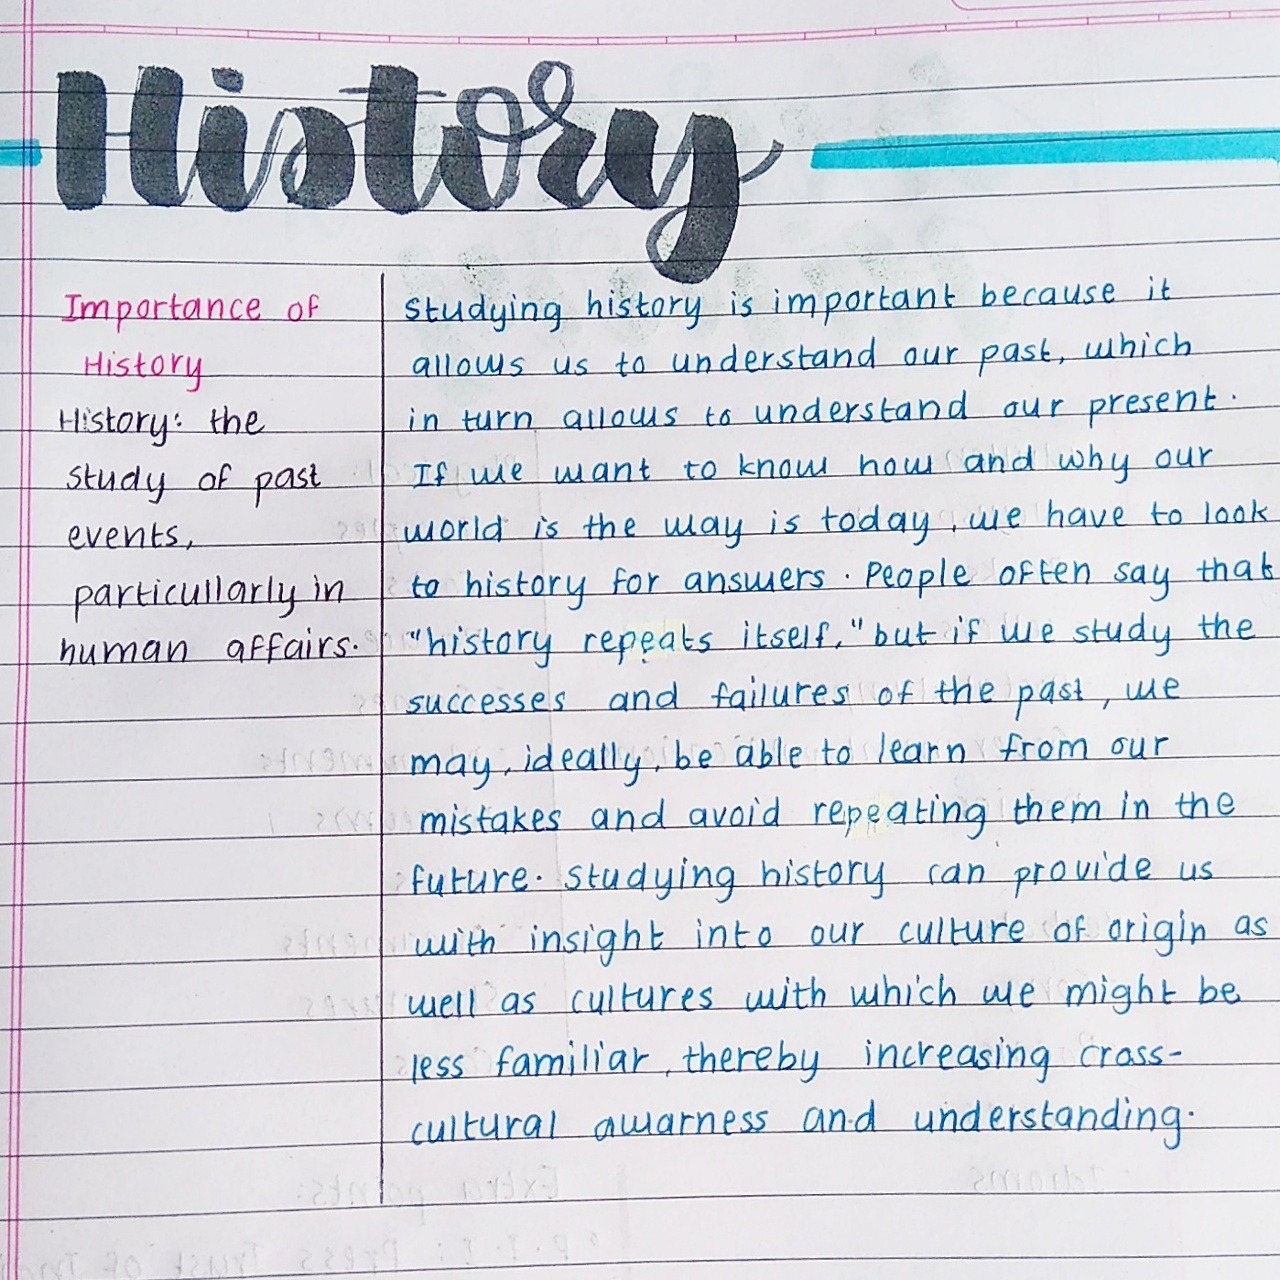 History
Importance of
History
History: the
study of past
events,
particullarly in
human affairs.
Studying history is important because it
allows us to understand our past, which
in turn allows to understand our present.
If we want to know how and why our
world is the way is today, we have to look
to history for answers. People often say that
"history repeats itself," but if we study the
successes and failures of the past, we
may, ideally, be able to learn from our
mistakes and avoid repeating them in the
future. Studying history can provide us
with insight into our culture of origin as
well as cultures with which we might be
less familiar, thereby increasing cross-
cultural awarness and understanding.